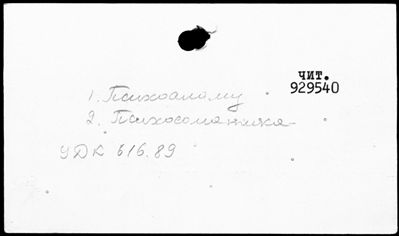 чит.
929540
1. Психоанализ
2. Психосоматика
УДК 616.89